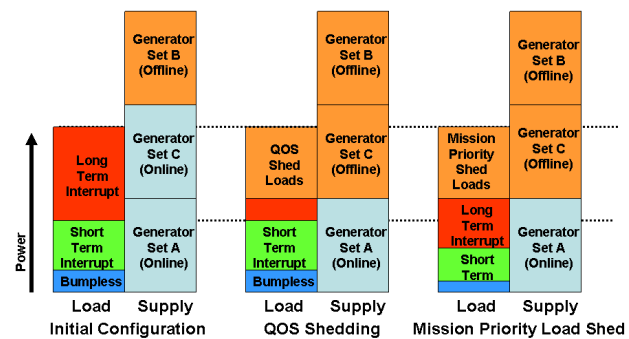 Power
Long
Term
Interrupt
Short
Term
Interrupt
Bumpless
Generator
Set B
(Offline)
Generator
Set C
(Online)
Generator
Set A
(Online)
Load
Supply
Initial Configuration
QOS
Shed
Loads
Short
Term
Interrupt
Bumpless
Generator
Set B
(Offline)
Generator
Set C
(Offline)
Generator
Set A
(Online)
Load
Supply
QOS Shedding
Mission
Priority
Shed
Loads
Long
Term
Interrupt
Short
Term
Generator
Set B
(Offline)
Generator
Set C
(Offline)
Generator
Set A
(Online)
Load
Supply
Mission Priority Load Shed